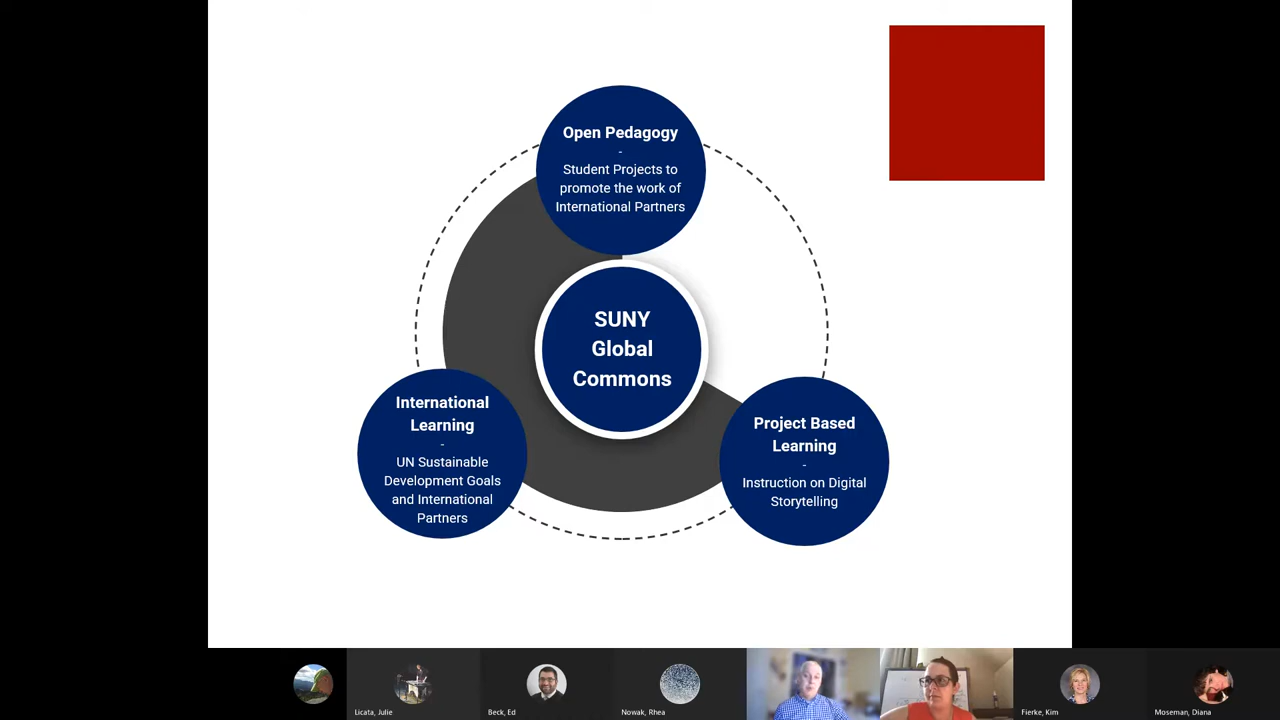 Open Pedagogy
-
Student Projects to
promote the work of
International Partners
SUNY
Global
Commons
International
Learning
-
UN Sustainable
Development Goals
and International
Partners
Project Based
Learning
-
Instruction on Digital
Storytelling
Licata, Julie
Beck, Ed
Nowak, Rhea
Fierke, Kim
Moseman, Diana